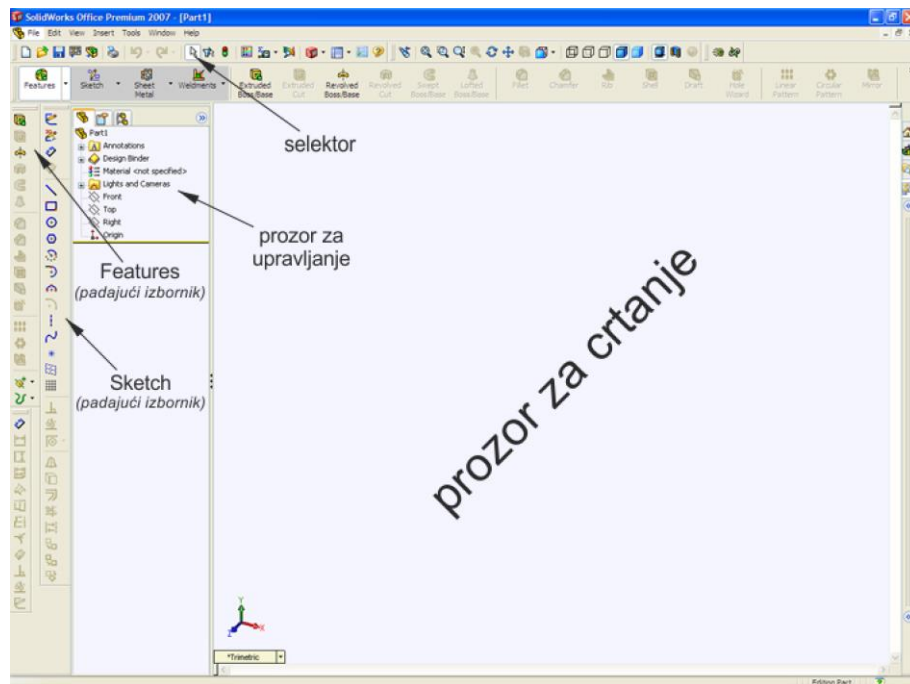 SolidWorks Office Premium 2007 - [Part1]
File Edit View Insert Tools Window Help
Features
Sketch
Sheet
Metal
Weldments
Extruded
Boss/Base
Extruded
Cut
Revolved
Boss/Base
Revolved
Cut
Swept
Boss/Base
Lofted
Boss/Base
Fillet
Chamfer
Rib
Shell
Draft
Hole
Wizard
Linear
Pattern
Circular
Pattern
Mirror
Part1
Annotations
Design Binder
Material <not specified>
Lights and Cameras
Front
Top
Right
Origin
selektor
prozor za
upravljanje
Features
(padajući izbornik)
Sketch
(padajući izbornik)
prozor za crtanje
Y
X
Z
*Trimetric
Editing Part